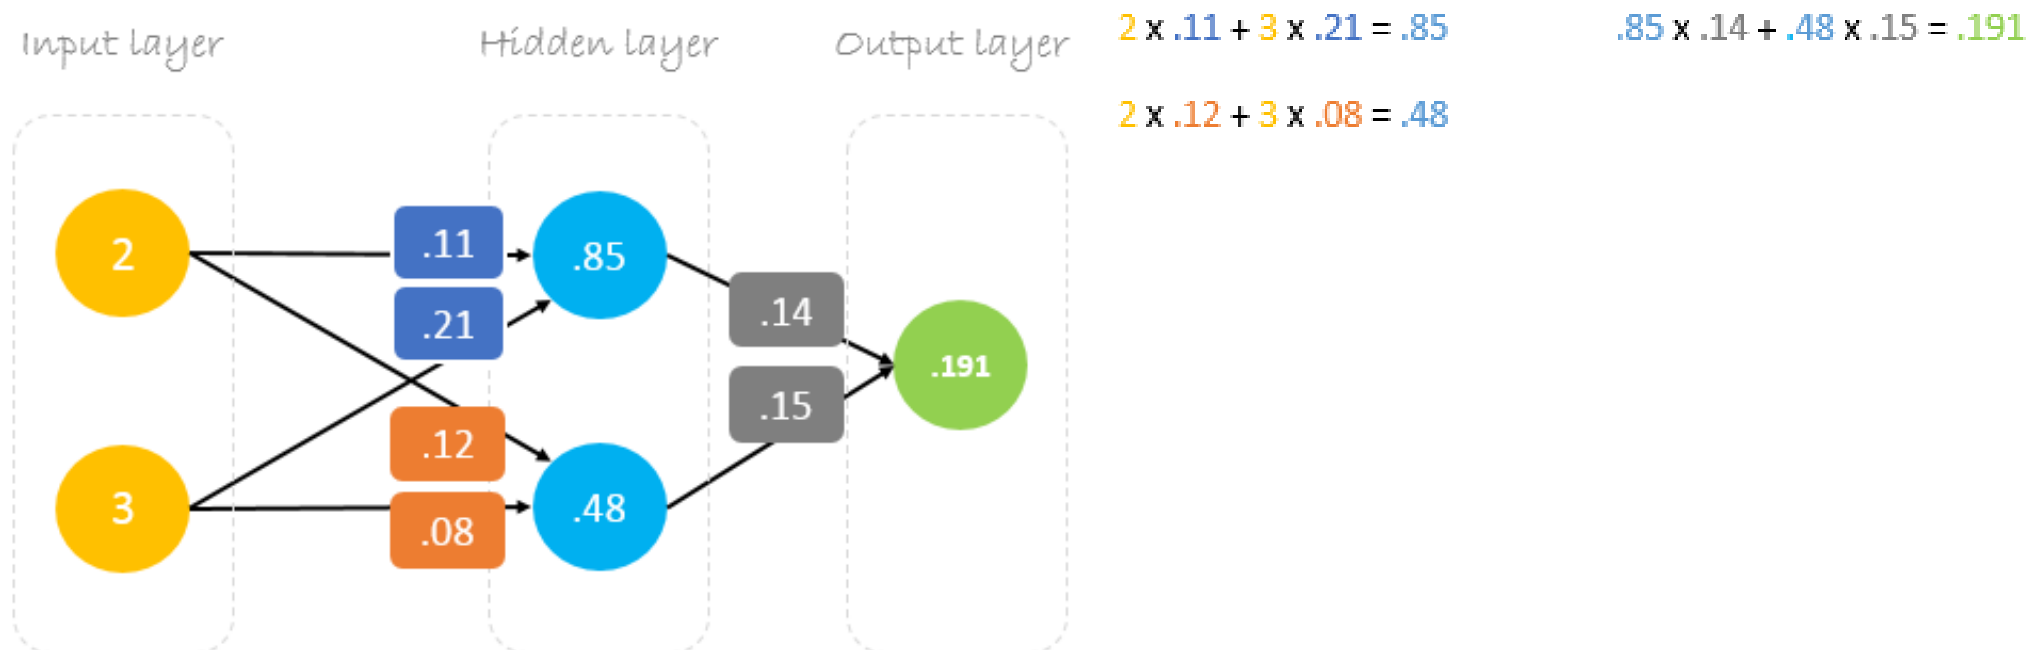 Input layer
Hidden layer
Output layer
2 x .11 + 3 x .21 = .85
.85 x .14 + .48 x .15 = .191
2 x .12 + 3 x .08 = .48
2
.11
.85
.21
.14
.191
.15
.12
3
.48
.08